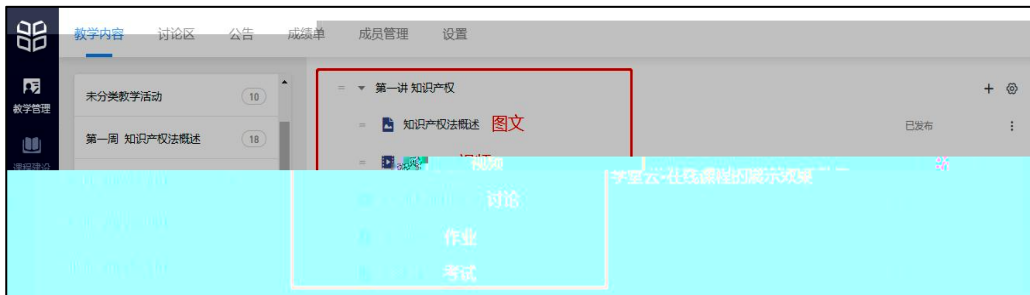 教学内容 讨论区 公告 成绩单 成员管理 设置
教学管理
未分类教学活动 10
第一讲 知识产权
知识产权法概述 图文
已发布
第一周 知识产权法概述 18
课程建设
视频
学堂云-在线课程的展示效果
讨论
作业
考试